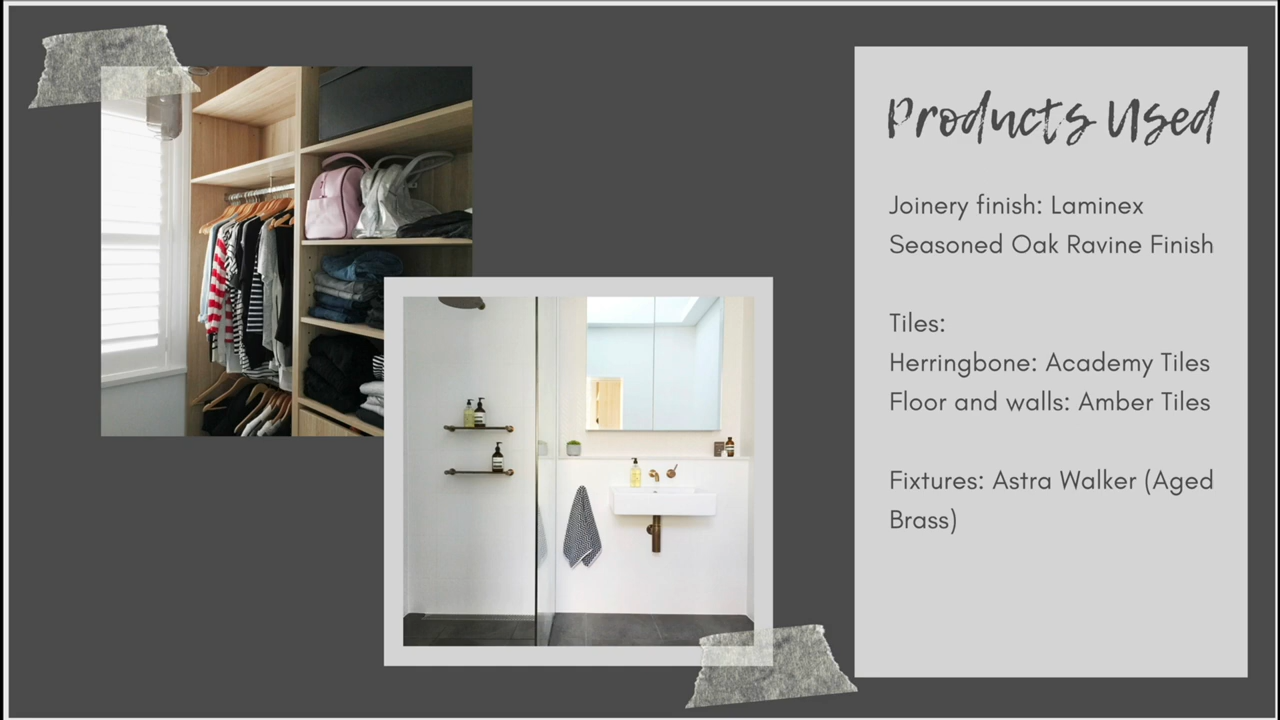 Products Used
Joinery finish: Laminex
Seasoned Oak Ravine Finish
Tiles:
Herringbone: Academy Tiles
Floor and walls: Amber Tiles
Fixtures: Astra Walker (Aged
Brass)